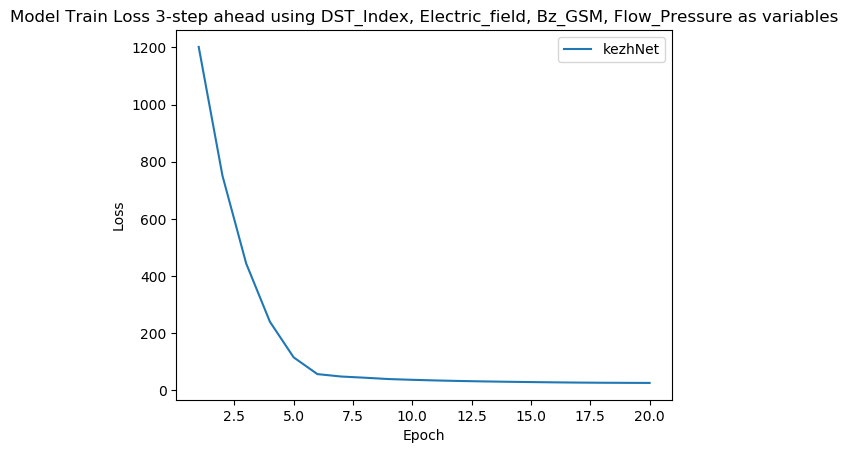 Model Train Loss 3-step ahead using DST_Index, Electric_field, Bz_GSM, Flow_Pressure as variables
kezhNet
1200
1000
800
600
400
200
0
Loss
2.5 5.0 7.5 10.0 12.5 15.0 17.5 20.0
Epoch